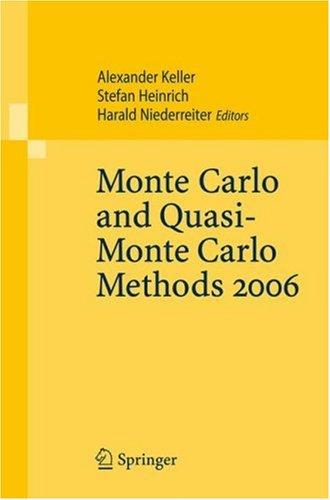 Alexander Keller
Stefan Heinrich
Harald Niederreiter Editors
Monte Carlo
and Quasi-
Monte Carlo
Methods 2006
Springer